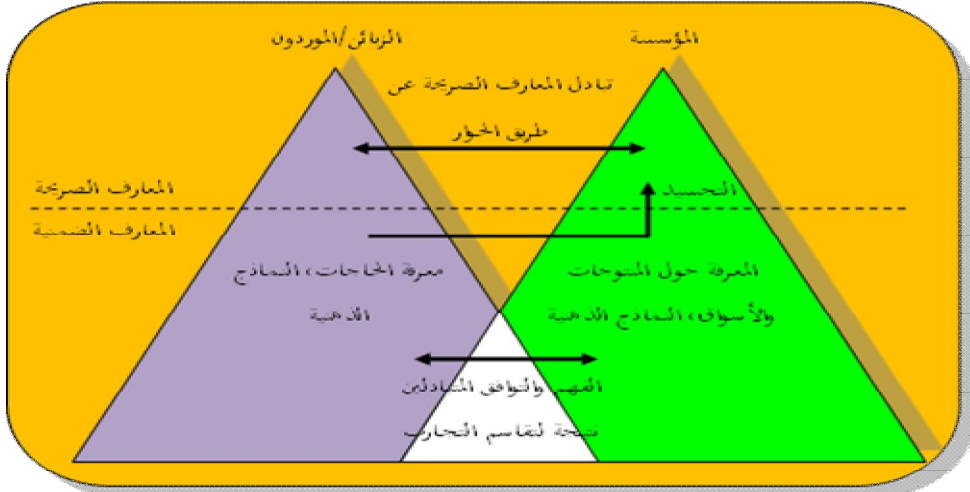 المؤسسة
الزبائن/الموردون
تبادل المعارف الصريحة عن
طريق الحوار
التجسيد
المعارف الصريحة
المعارف الضمنية
المعرفة حول المنتوجات
والأسواق، النماذج الذهنية
معرفة الحاجات، النماذج
الذهنية
الفهم والتوافق المتبادلين
نتيجة لتقاسم التجارب